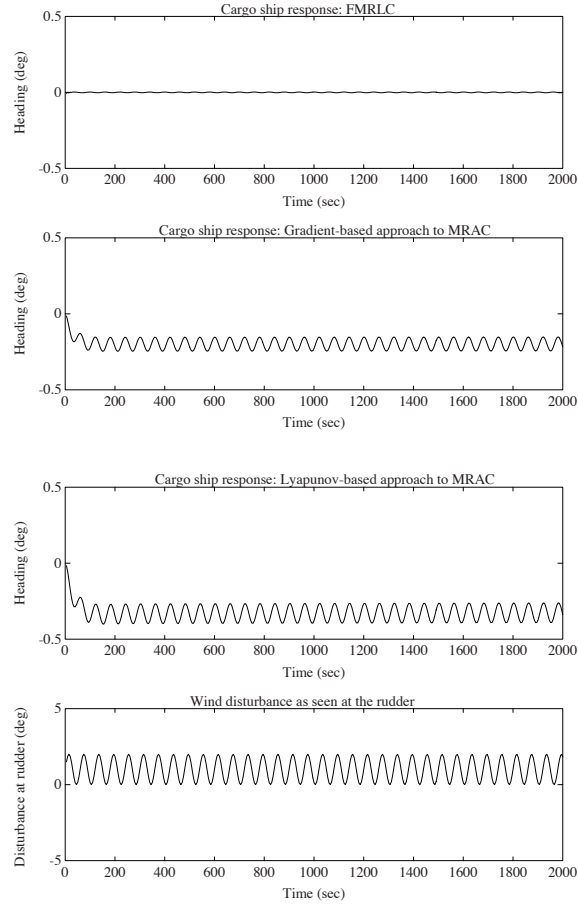 Cargo ship response: FMRLC
0.5
0
-0.5
Heading (deg)
0 200 400 600 800 1000 1200 1400 1600 1800 2000
Time (sec)
Cargo ship response: Gradient-based approach to MRAC
0.5
0
-0.5
Heading (deg)
0 200 400 600 800 1000 1200 1400 1600 1800 2000
Time (sec)
Cargo ship response: Lyapunov-based approach to MRAC
0.5
0
-0.5
Heading (deg)
0 200 400 600 800 1000 1200 1400 1600 1800 2000
Time (sec)
Wind disturbance as seen at the rudder
5
0
-5
Disturbance at rudder (deg)
0 200 400 600 800 1000 1200 1400 1600 1800 2000
Time (sec)